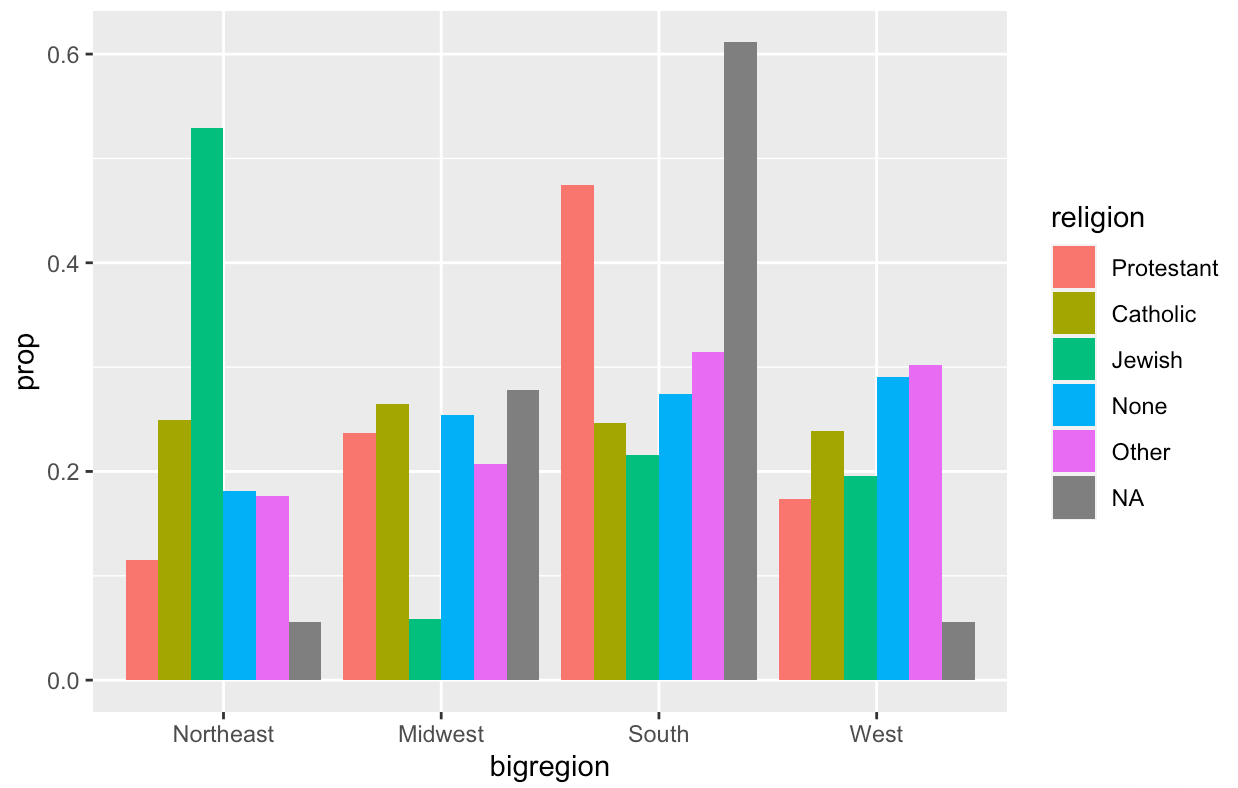 0.6
0.4
0.2
0.0
prop
Northeast Midwest South West
bigregion
religion
Protestant
Catholic
Jewish
None
Other
NA